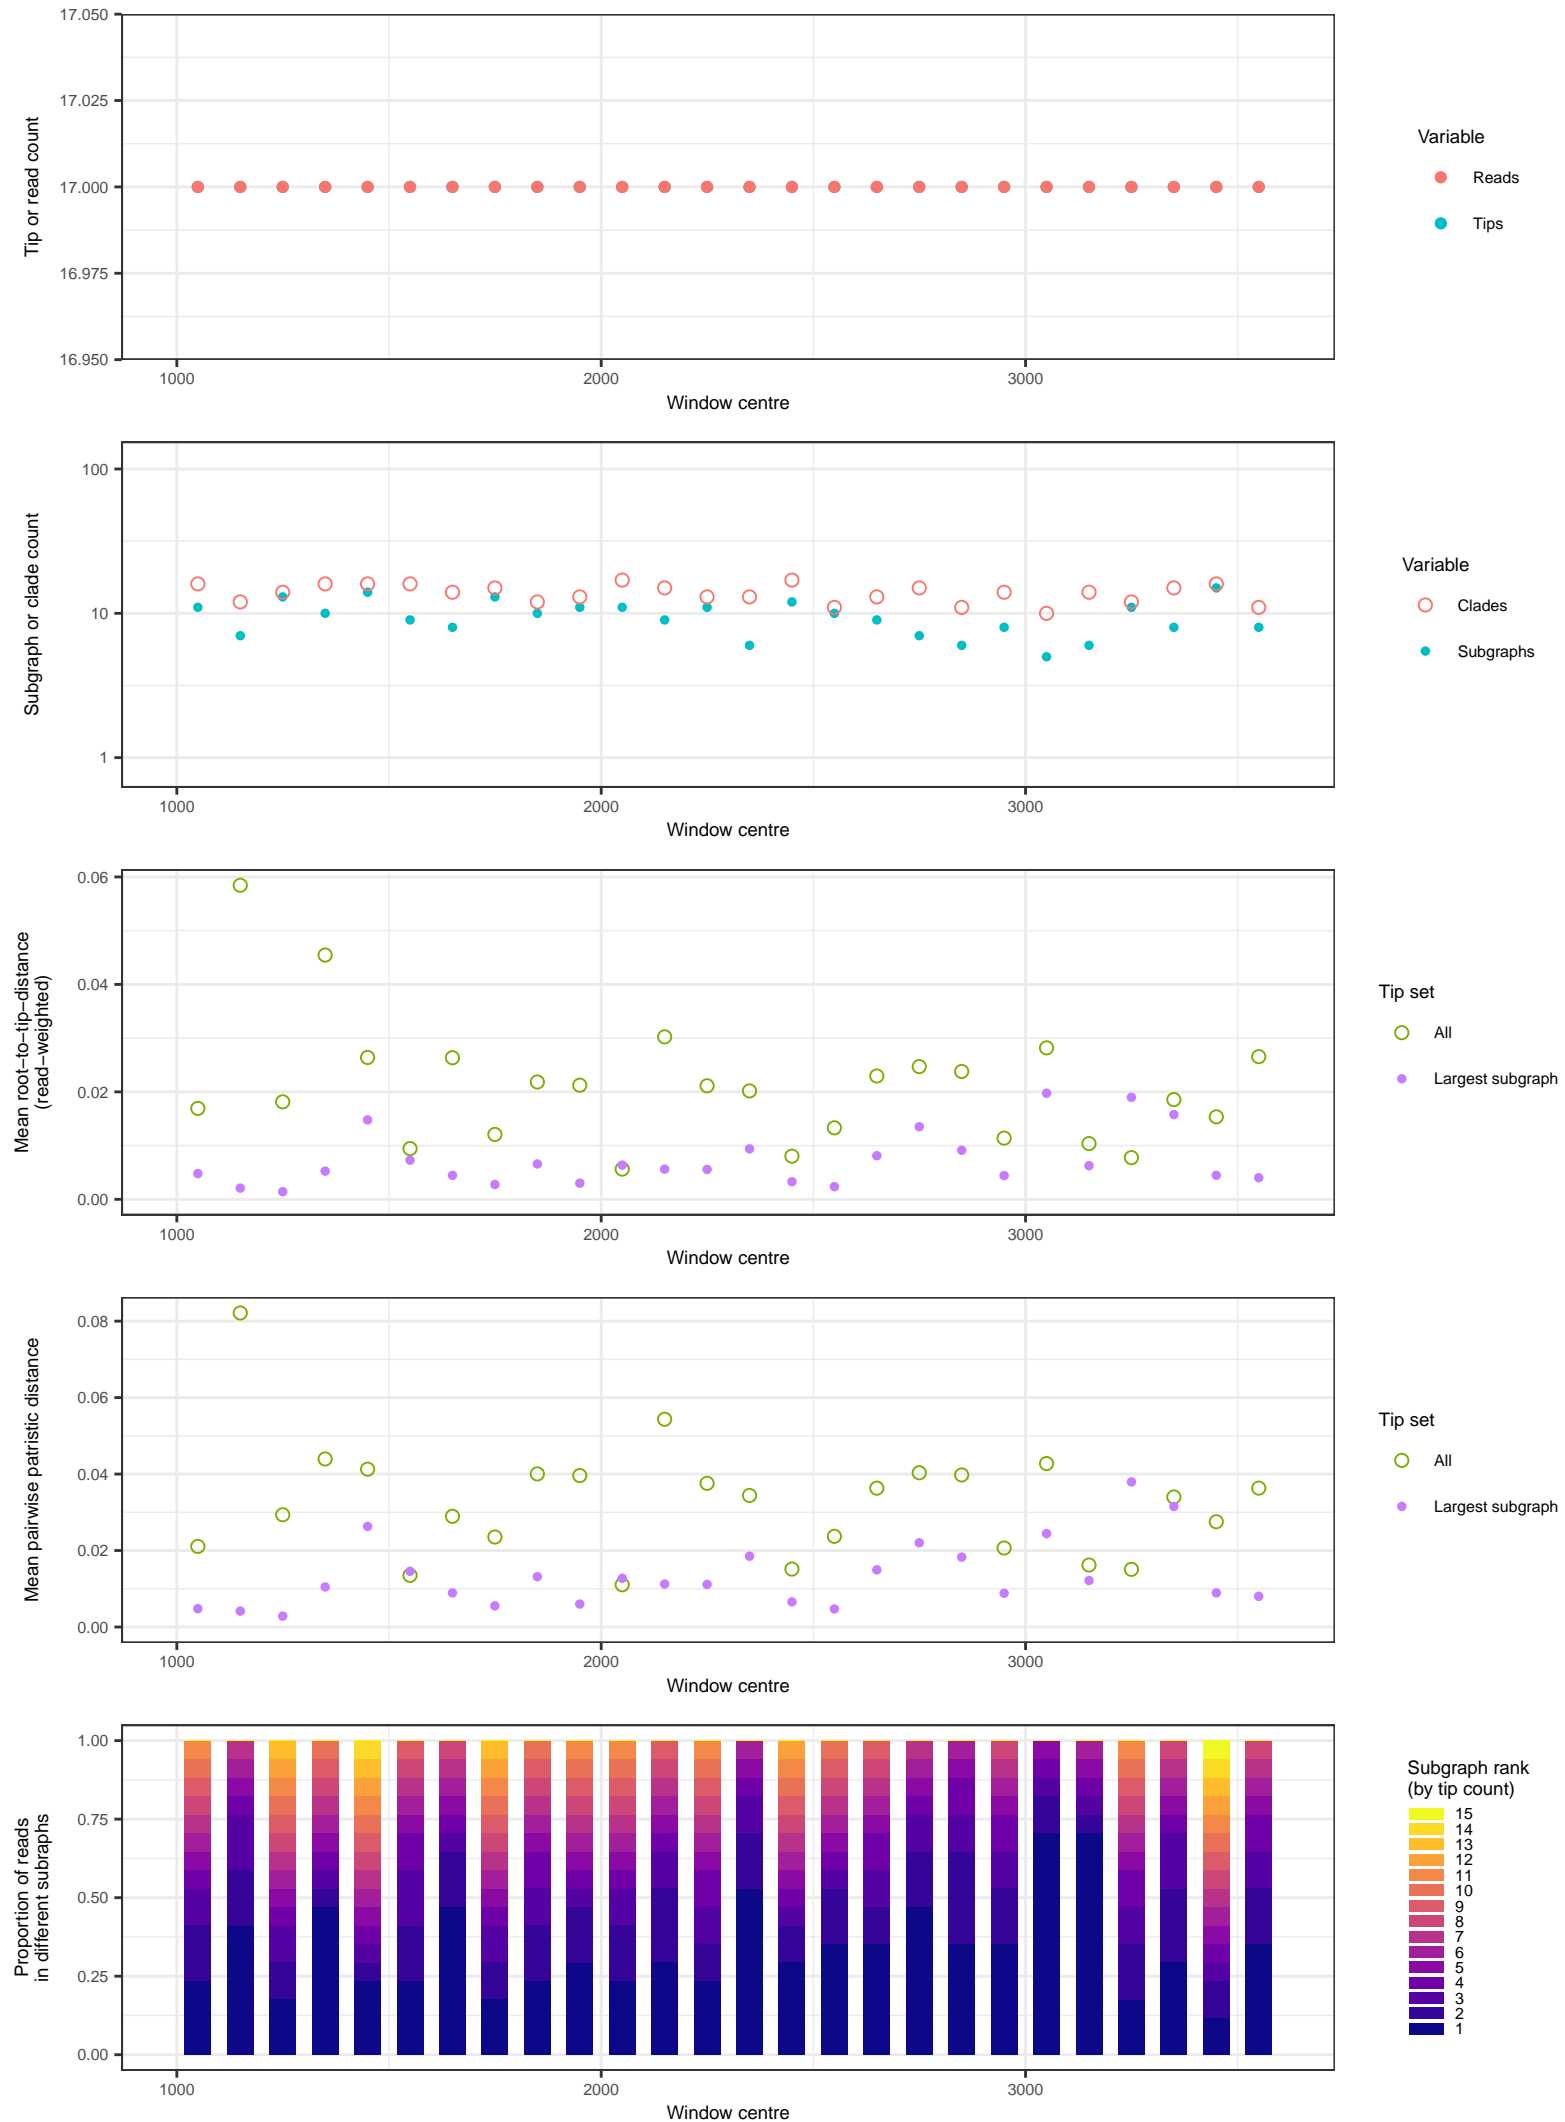 17.050
17.025
17.000
16.975
16.950
Tip or read count
1000
2000
3000
Window centre
Variable
Reads
Tips
100
10
1
Subgraph or clade count
1000
2000
3000
Window centre
Variable
Clades
Subgraphs
0.06
0.04
0.02
0.00
Mean root−to−tip−distance
(read−weighted)
1000
2000
3000
Window centre
Tip set
All
Largest subgraph
0.08
0.06
0.04
0.02
0.00
Mean pairwise patristic distance
1000
2000
3000
Window centre
Tip set
All
Largest subgraph
1.00
0.75
0.50
0.25
0.00
Proportion of reads
in different subraphs
1000
2000
3000
Window centre
Subgraph rank
(by tip count)
15
14
13
12
11
10
9
8
7
6
5
4
3
2
1